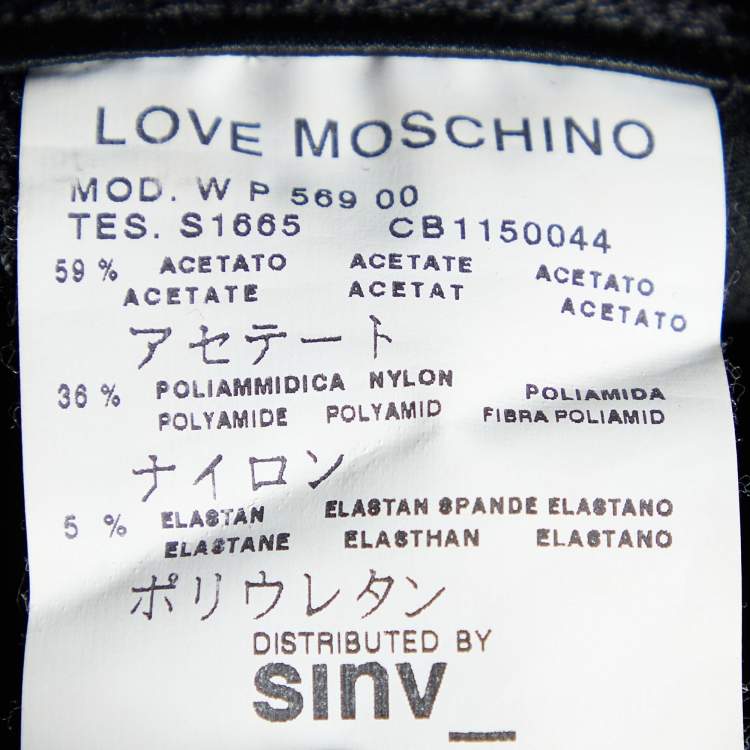 LOVE MOSCHINO
MOD. W P 569 00
TES. S1665 CB1150044
59 % ACETATO ACETATE ACETATO
ACETATE ACETAT ACETATO
アセテート
36 % POLIAMMIDICA NYLON POLIAMIDA
POLYAMIDE POLYAMID FIBRA POLIAMID
ナイロン
5 % ELASTAN ELASTAN SPANDE ELASTANO
ELASTANE ELASTHAN ELASTANO
ポリウレタン
DISTRIBUTED BY
sinv_